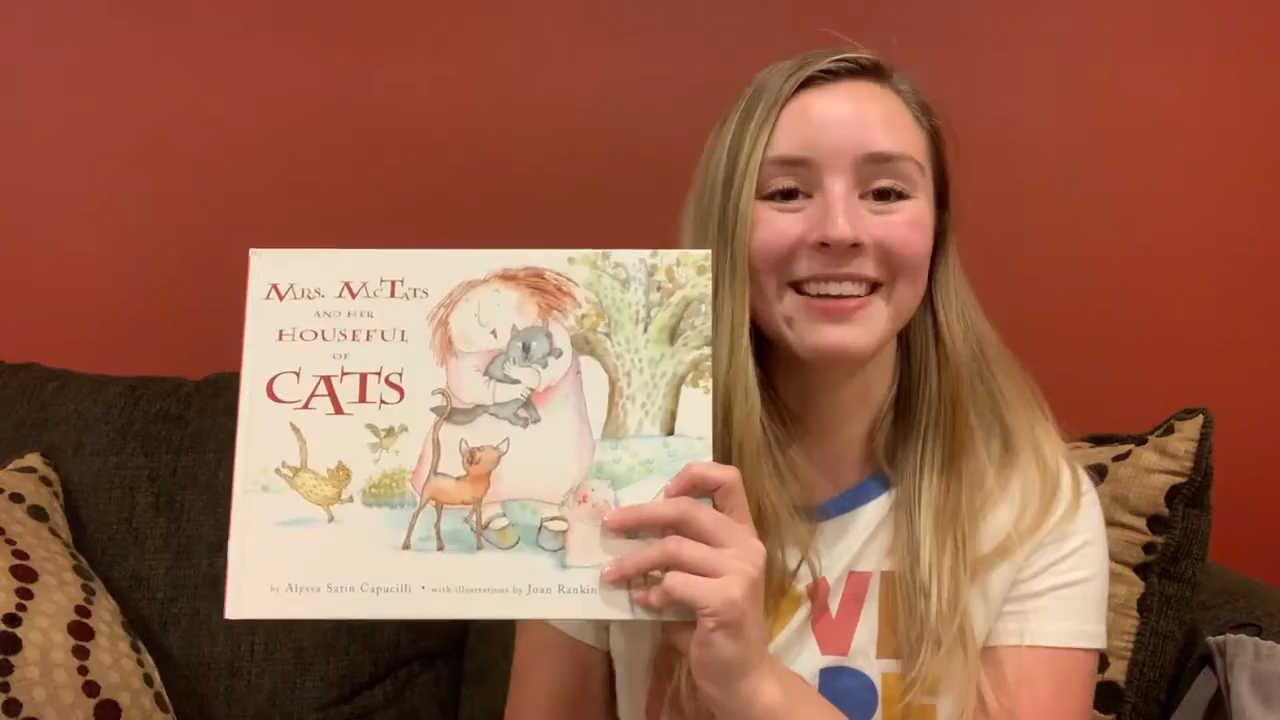 Mrs. McTats
and her
Houseful
of
Cats
by Alyssa Satin Capucilli • with illustrations by Joan Rankin